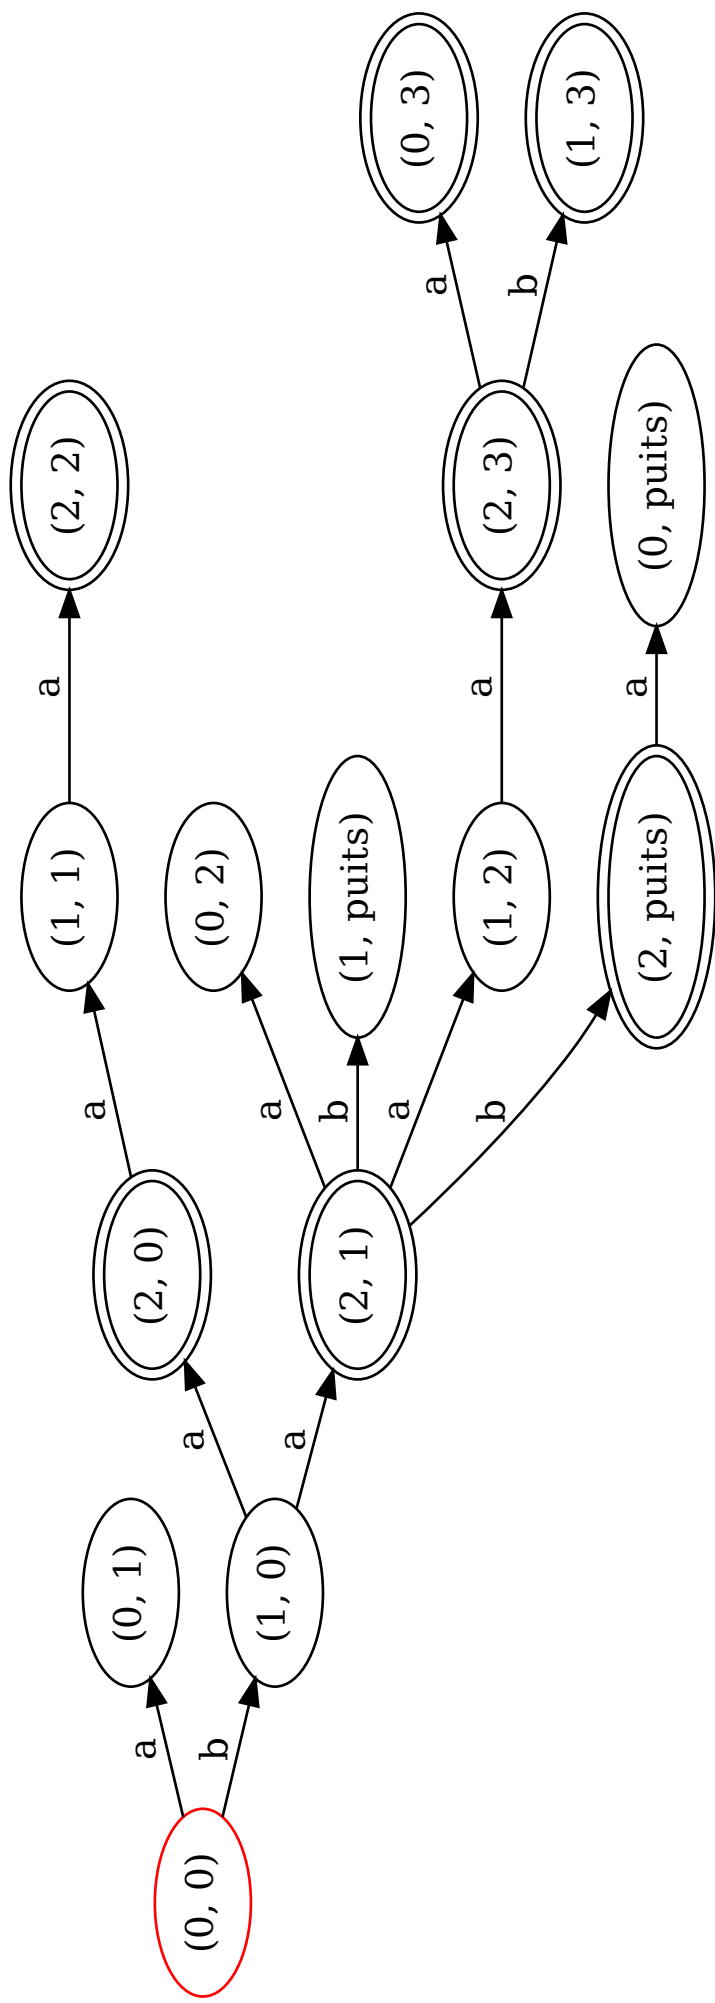 (0, 0)
a
(0, 1)
b
(1, 0)
a
(2, 0)
a
(2, 1)
a
(1, 1)
a
(0, 2)
b
(1, puits)
a
(1, 2)
b
(2, puits)
a
(2, 2)
a
(2, 3)
a
(0, puits)
a
(0, 3)
b
(1, 3)